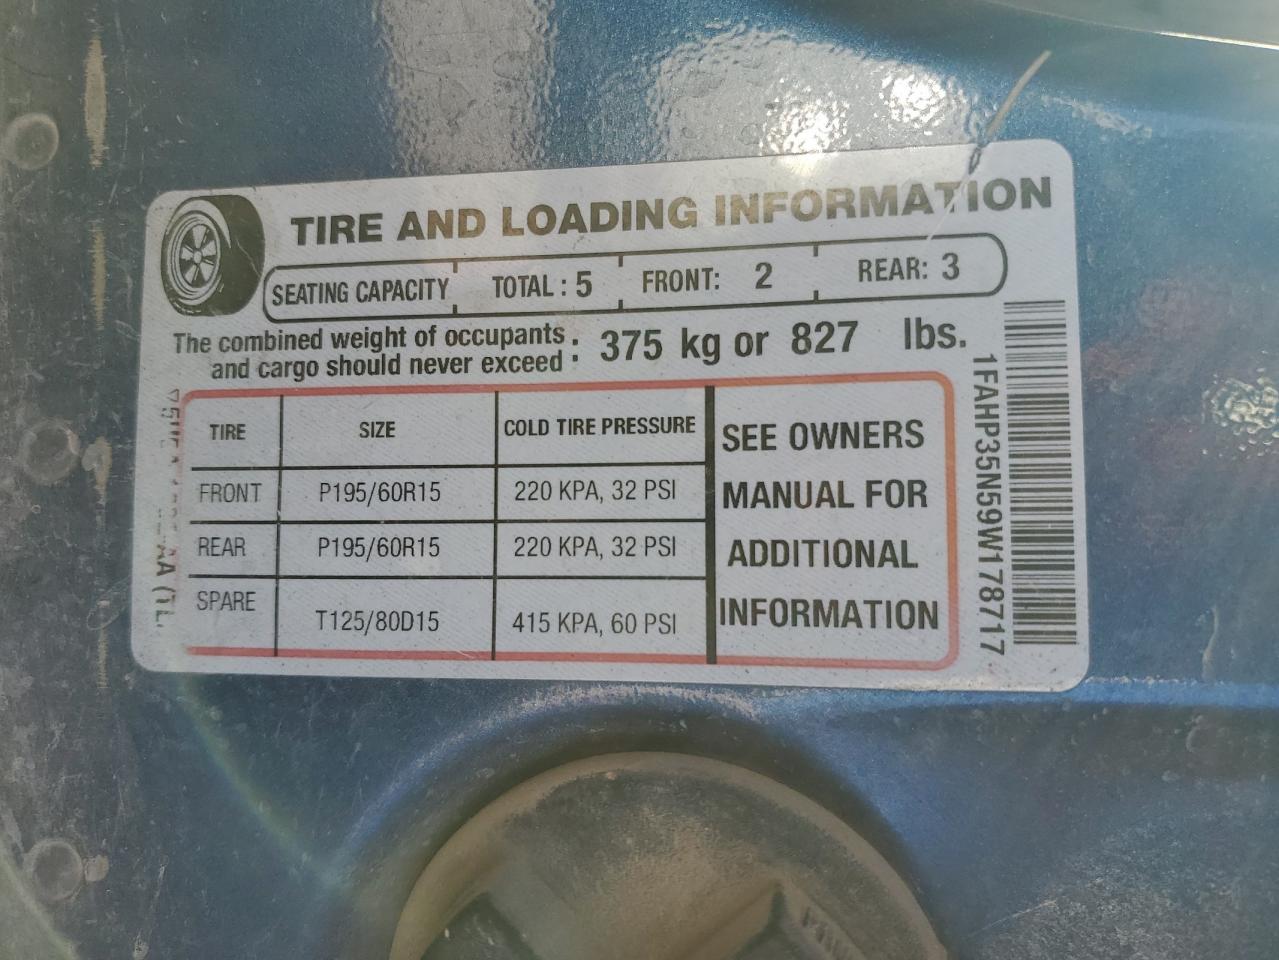 TIRE AND LOADING INFORMATION
SEATING CAPACITY TOTAL : 5 FRONT: 2 REAR: 3
The combined weight of occupants
and cargo should never exceed : 375 kg or 827 lbs.
TIRE SIZE COLD TIRE PRESSURE
FRONT P195/60R15 220 KPA, 32 PSI
REAR P195/60R15 220 KPA, 32 PSI
SPARE T125/80D15 415 KPA, 60 PSI
SEE OWNERS
MANUAL FOR
ADDITIONAL
INFORMATION
1FAHP35N59W178717